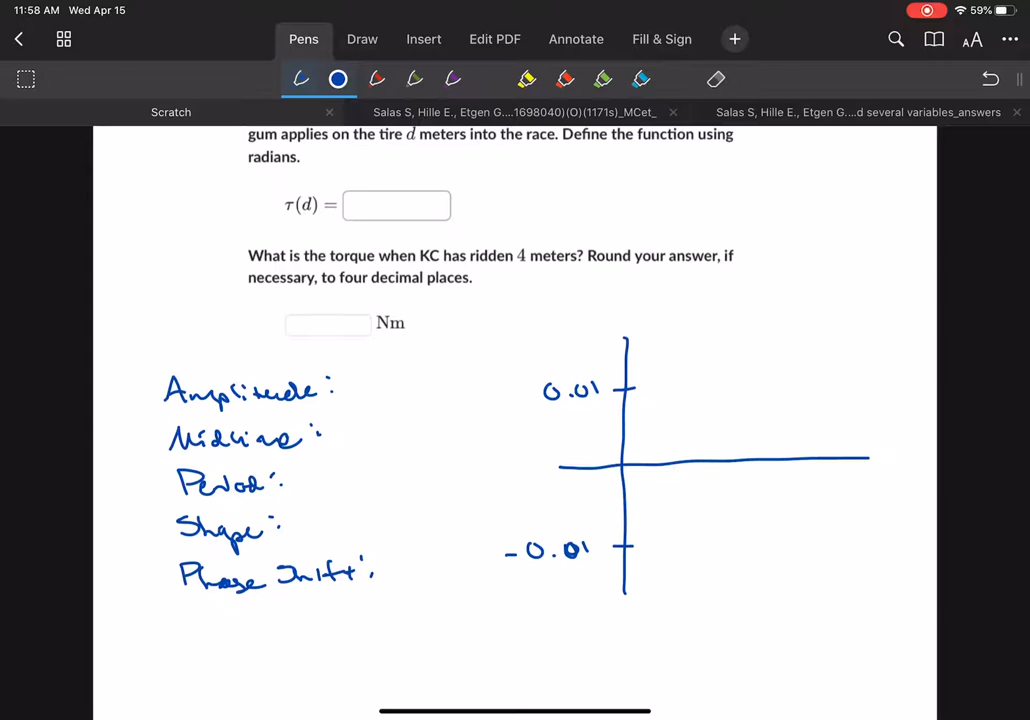 11:58 AM Wed Apr 15
59%
Pens Draw Insert Edit PDF Annotate Fill & Sign
AA
Scratch
Salas S, Hille E., Etgen G....1698040)(O)(1171s)_MCet_
Salas S, Hille E., Etgen G....d several variables_answers
gum applies on the tire d meters into the race. Define the function using
radians.
τ(d) =
What is the torque when KC has ridden 4 meters? Round your answer, if
necessary, to four decimal places.
Nm
Amplitude:
Midline:
Period:
Shape:
Phase Shift:
0.01
-0.01